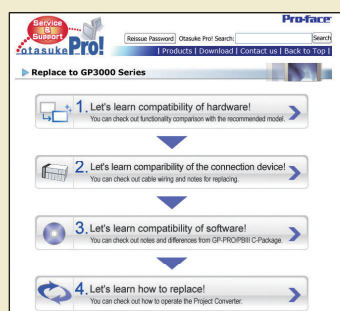 Service & Support
otasuke Pro!
Pro-face
Reissue Password Otasuke Pro! Search: Search
| Products | Download | Contact us | Back to Top |
Replace to GP3000 Series
1. Let's learn compatibility of hardware!
You can check out functionality comparison with the recommended model.
2. Let's learn comparibility of the connection device!
You can check out cable wiring and notes for replacing.
3. Let's learn compatibility of software!
You can check out notes and differences from GP-PRO/PBIII C-Package.
4. Let's learn how to replace!
You can check out how to operate the Project Converter.